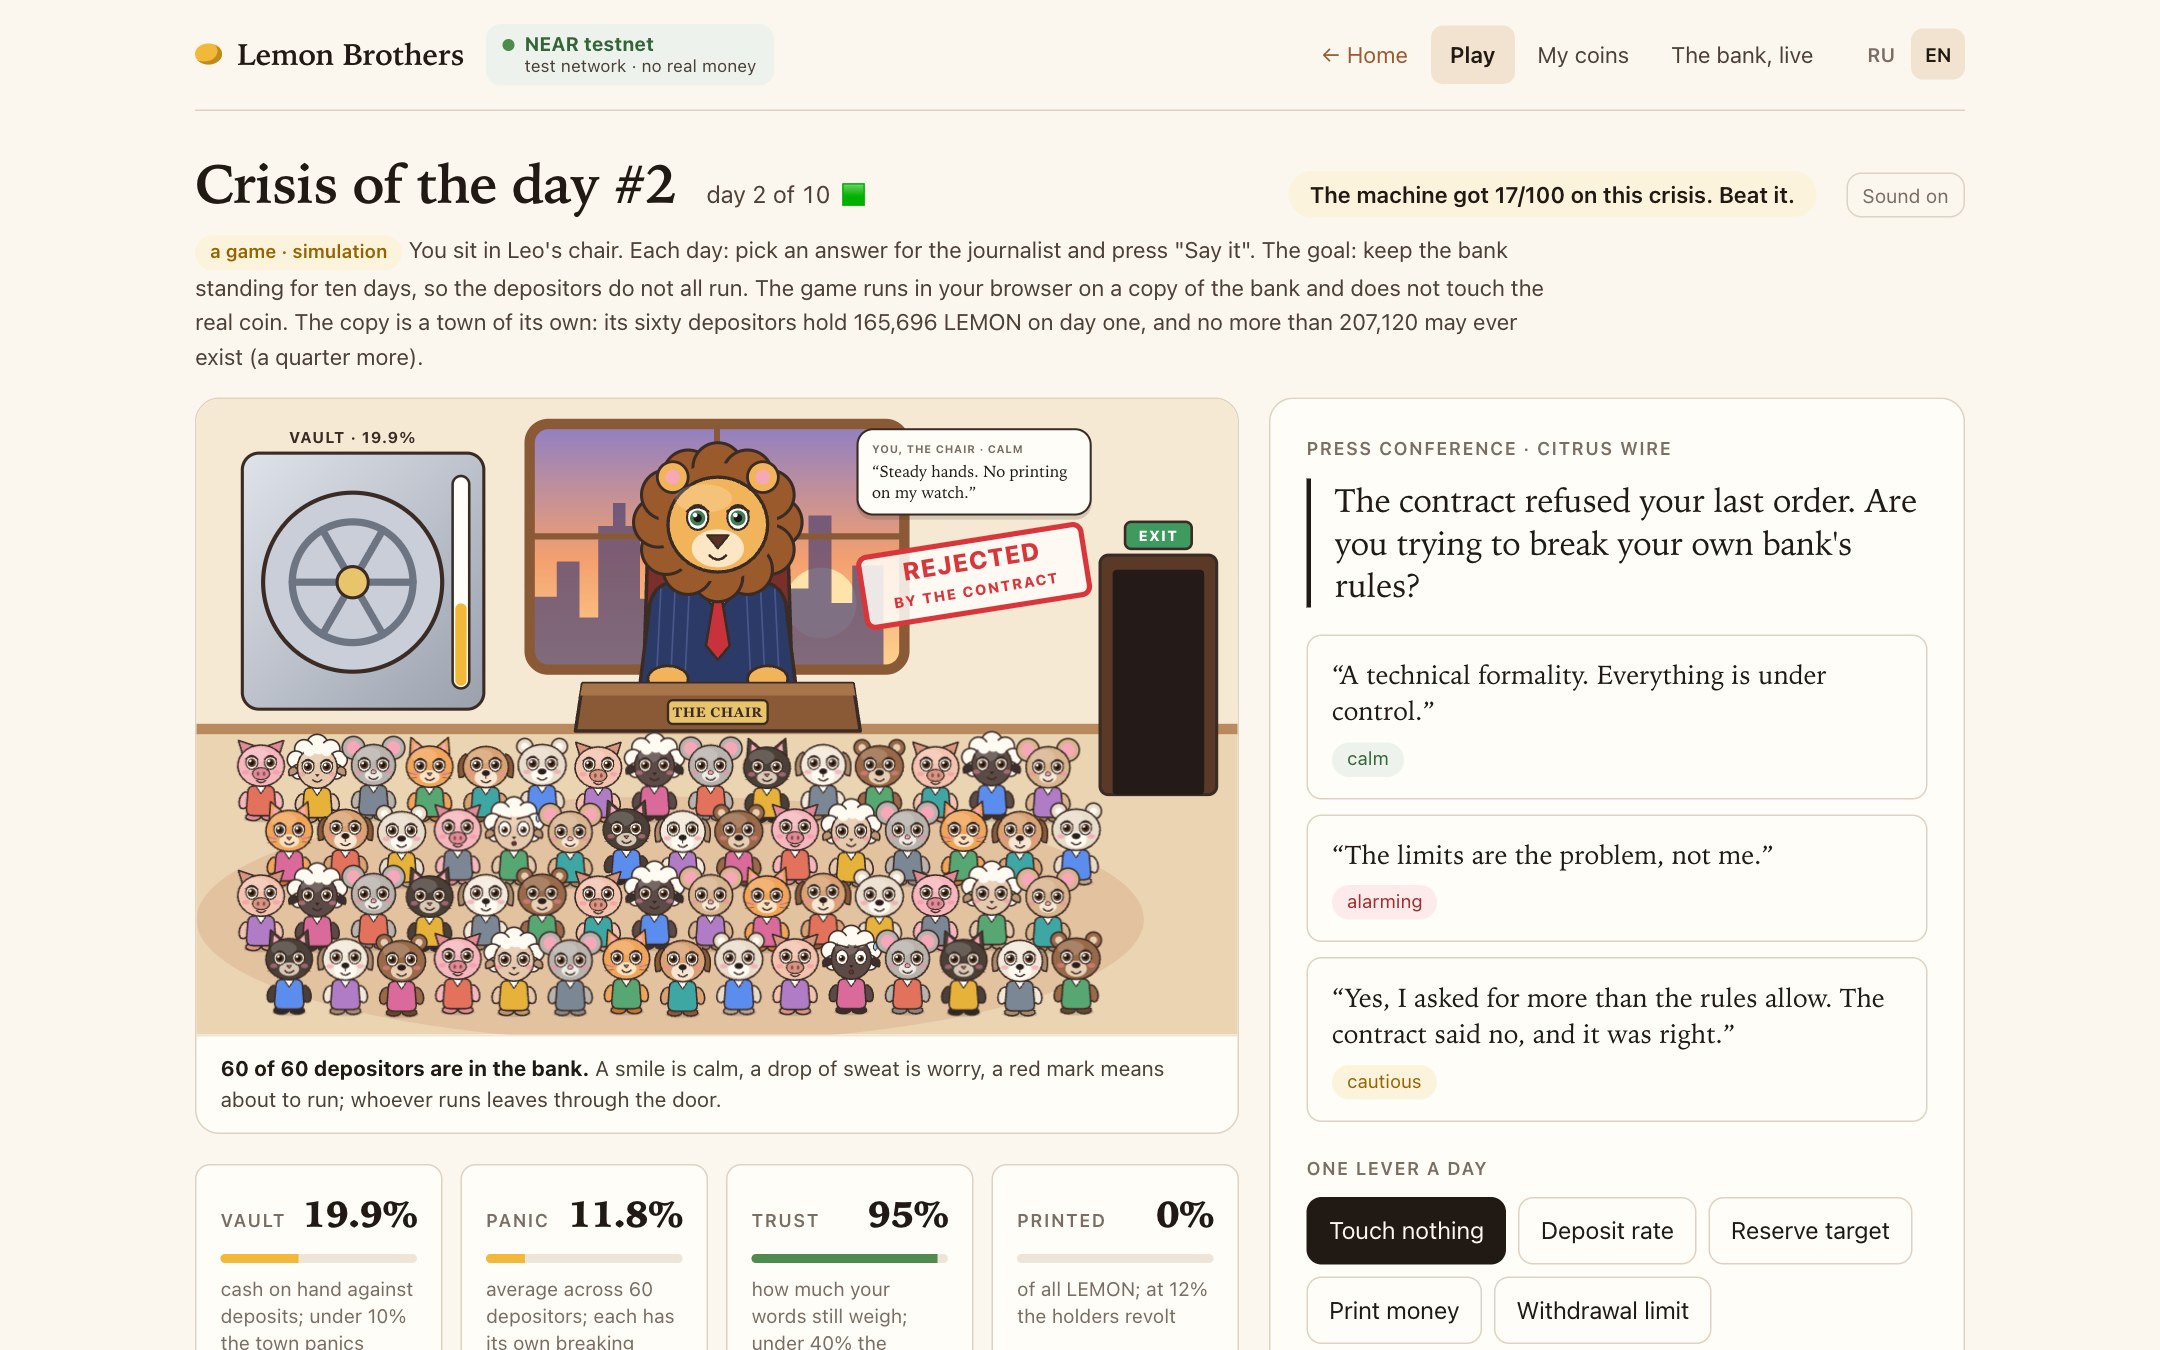 Lemon Brothers
NEAR testnet
test network · no real money
← Home
Play
My coins
The bank, live
RU
EN
Crisis of the day #2
day 2 of 10
The machine got 17/100 on this crisis. Beat it.
Sound on
a game · simulation You sit in Leo's chair. Each day: pick an answer for the journalist and press "Say it". The goal: keep the bank
standing for ten days, so the depositors do not all run. The game runs in your browser on a copy of the bank and does not touch the
real coin. The copy is a town of its own: its sixty depositors hold 165,696 LEMON on day one, and no more than 207,120 may ever
exist (a quarter more).
VAULT · 19.9%
YOU, THE CHAIR · CALM
“Steady hands. No printing
on my watch.”
REJECTED
BY THE CONTRACT
EXIT
THE CHAIR
60 of 60 depositors are in the bank. A smile is calm, a drop of sweat is worry, a red mark means
about to run; whoever runs leaves through the door.
VAULT 19.9%
cash on hand against
deposits; under 10%
the town panics
PANIC 11.8%
average across 60
depositors; each has
its own breaking
TRUST 95%
how much your
words still weigh;
under 40% the
PRINTED 0%
of all LEMON; at 12%
the holders revolt
PRESS CONFERENCE · CITRUS WIRE
The contract refused your last order. Are
you trying to break your own bank's
rules?
“A technical formality. Everything is under
control.”
calm
“The limits are the problem, not me.”
alarming
“Yes, I asked for more than the rules allow. The
contract said no, and it was right.”
cautious
ONE LEVER A DAY
Touch nothing
Deposit rate
Reserve target
Print money
Withdrawal limit